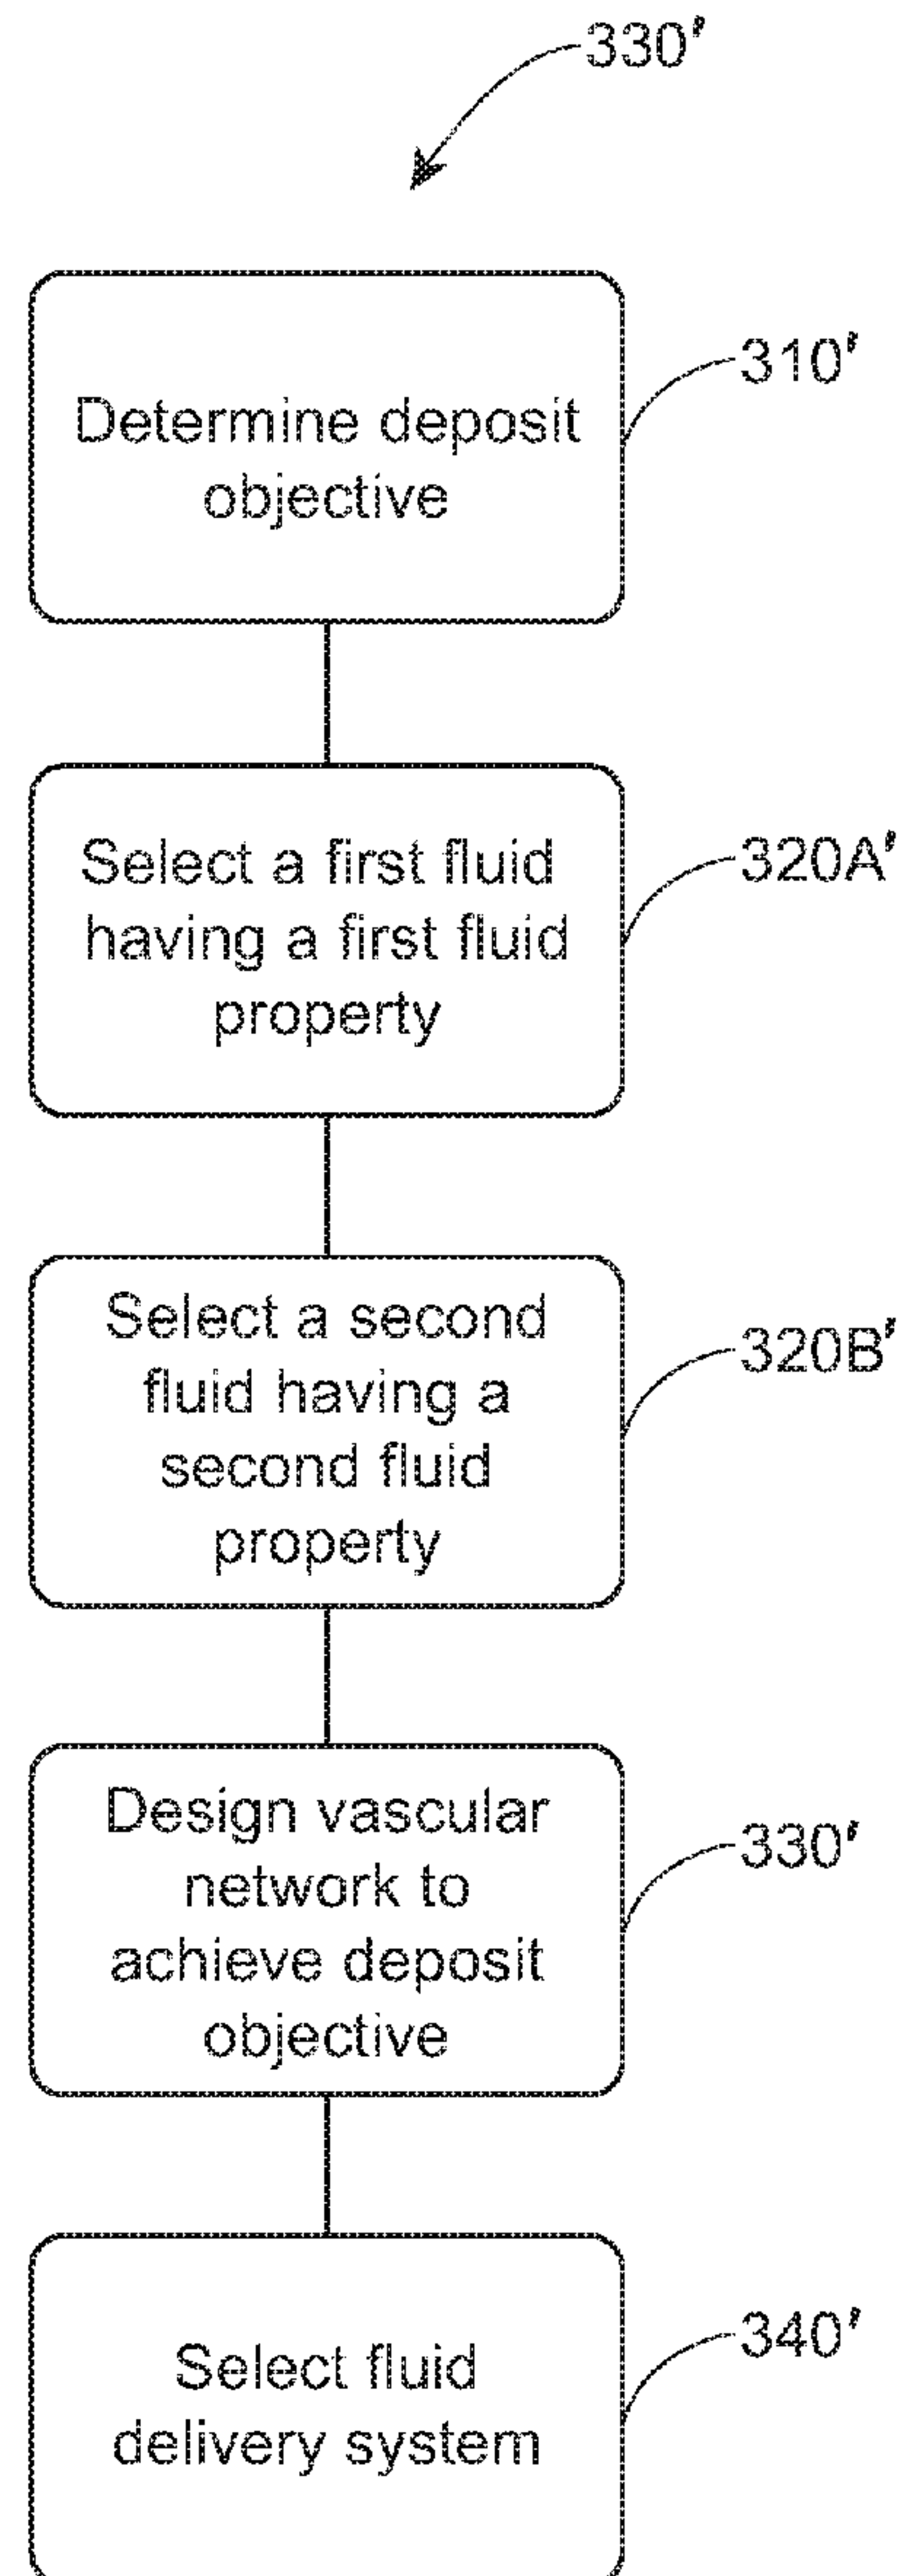 330'
Determine deposit
objective
310'
Select a first fluid
having a first fluid
property
320A'
Select a second
fluid having a
second fluid
property
320B'
Design vascular
network to
achieve deposit
objective
330'
Select fluid
delivery system
340'